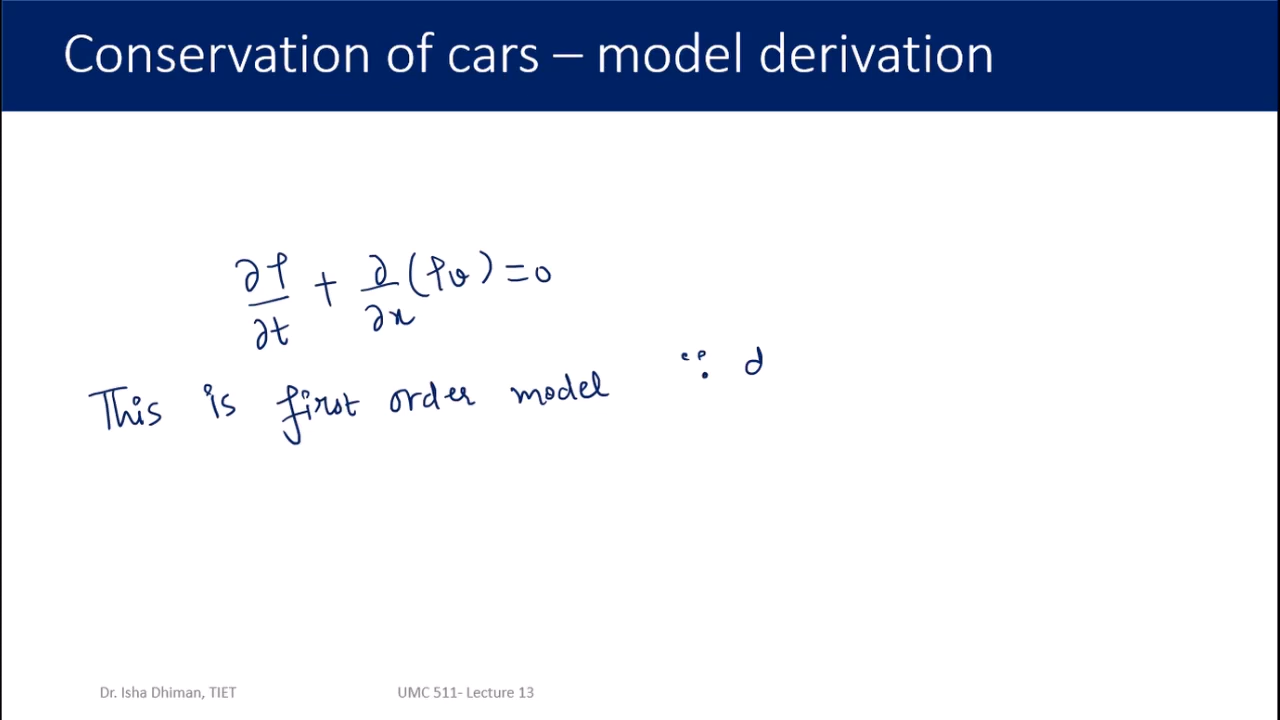 Conservation of cars – model derivation
∂ρ/∂t + ∂/∂x (ρv) = 0
This is first order model ∵ d
Dr. Isha Dhiman, TIET UMC 511- Lecture 13